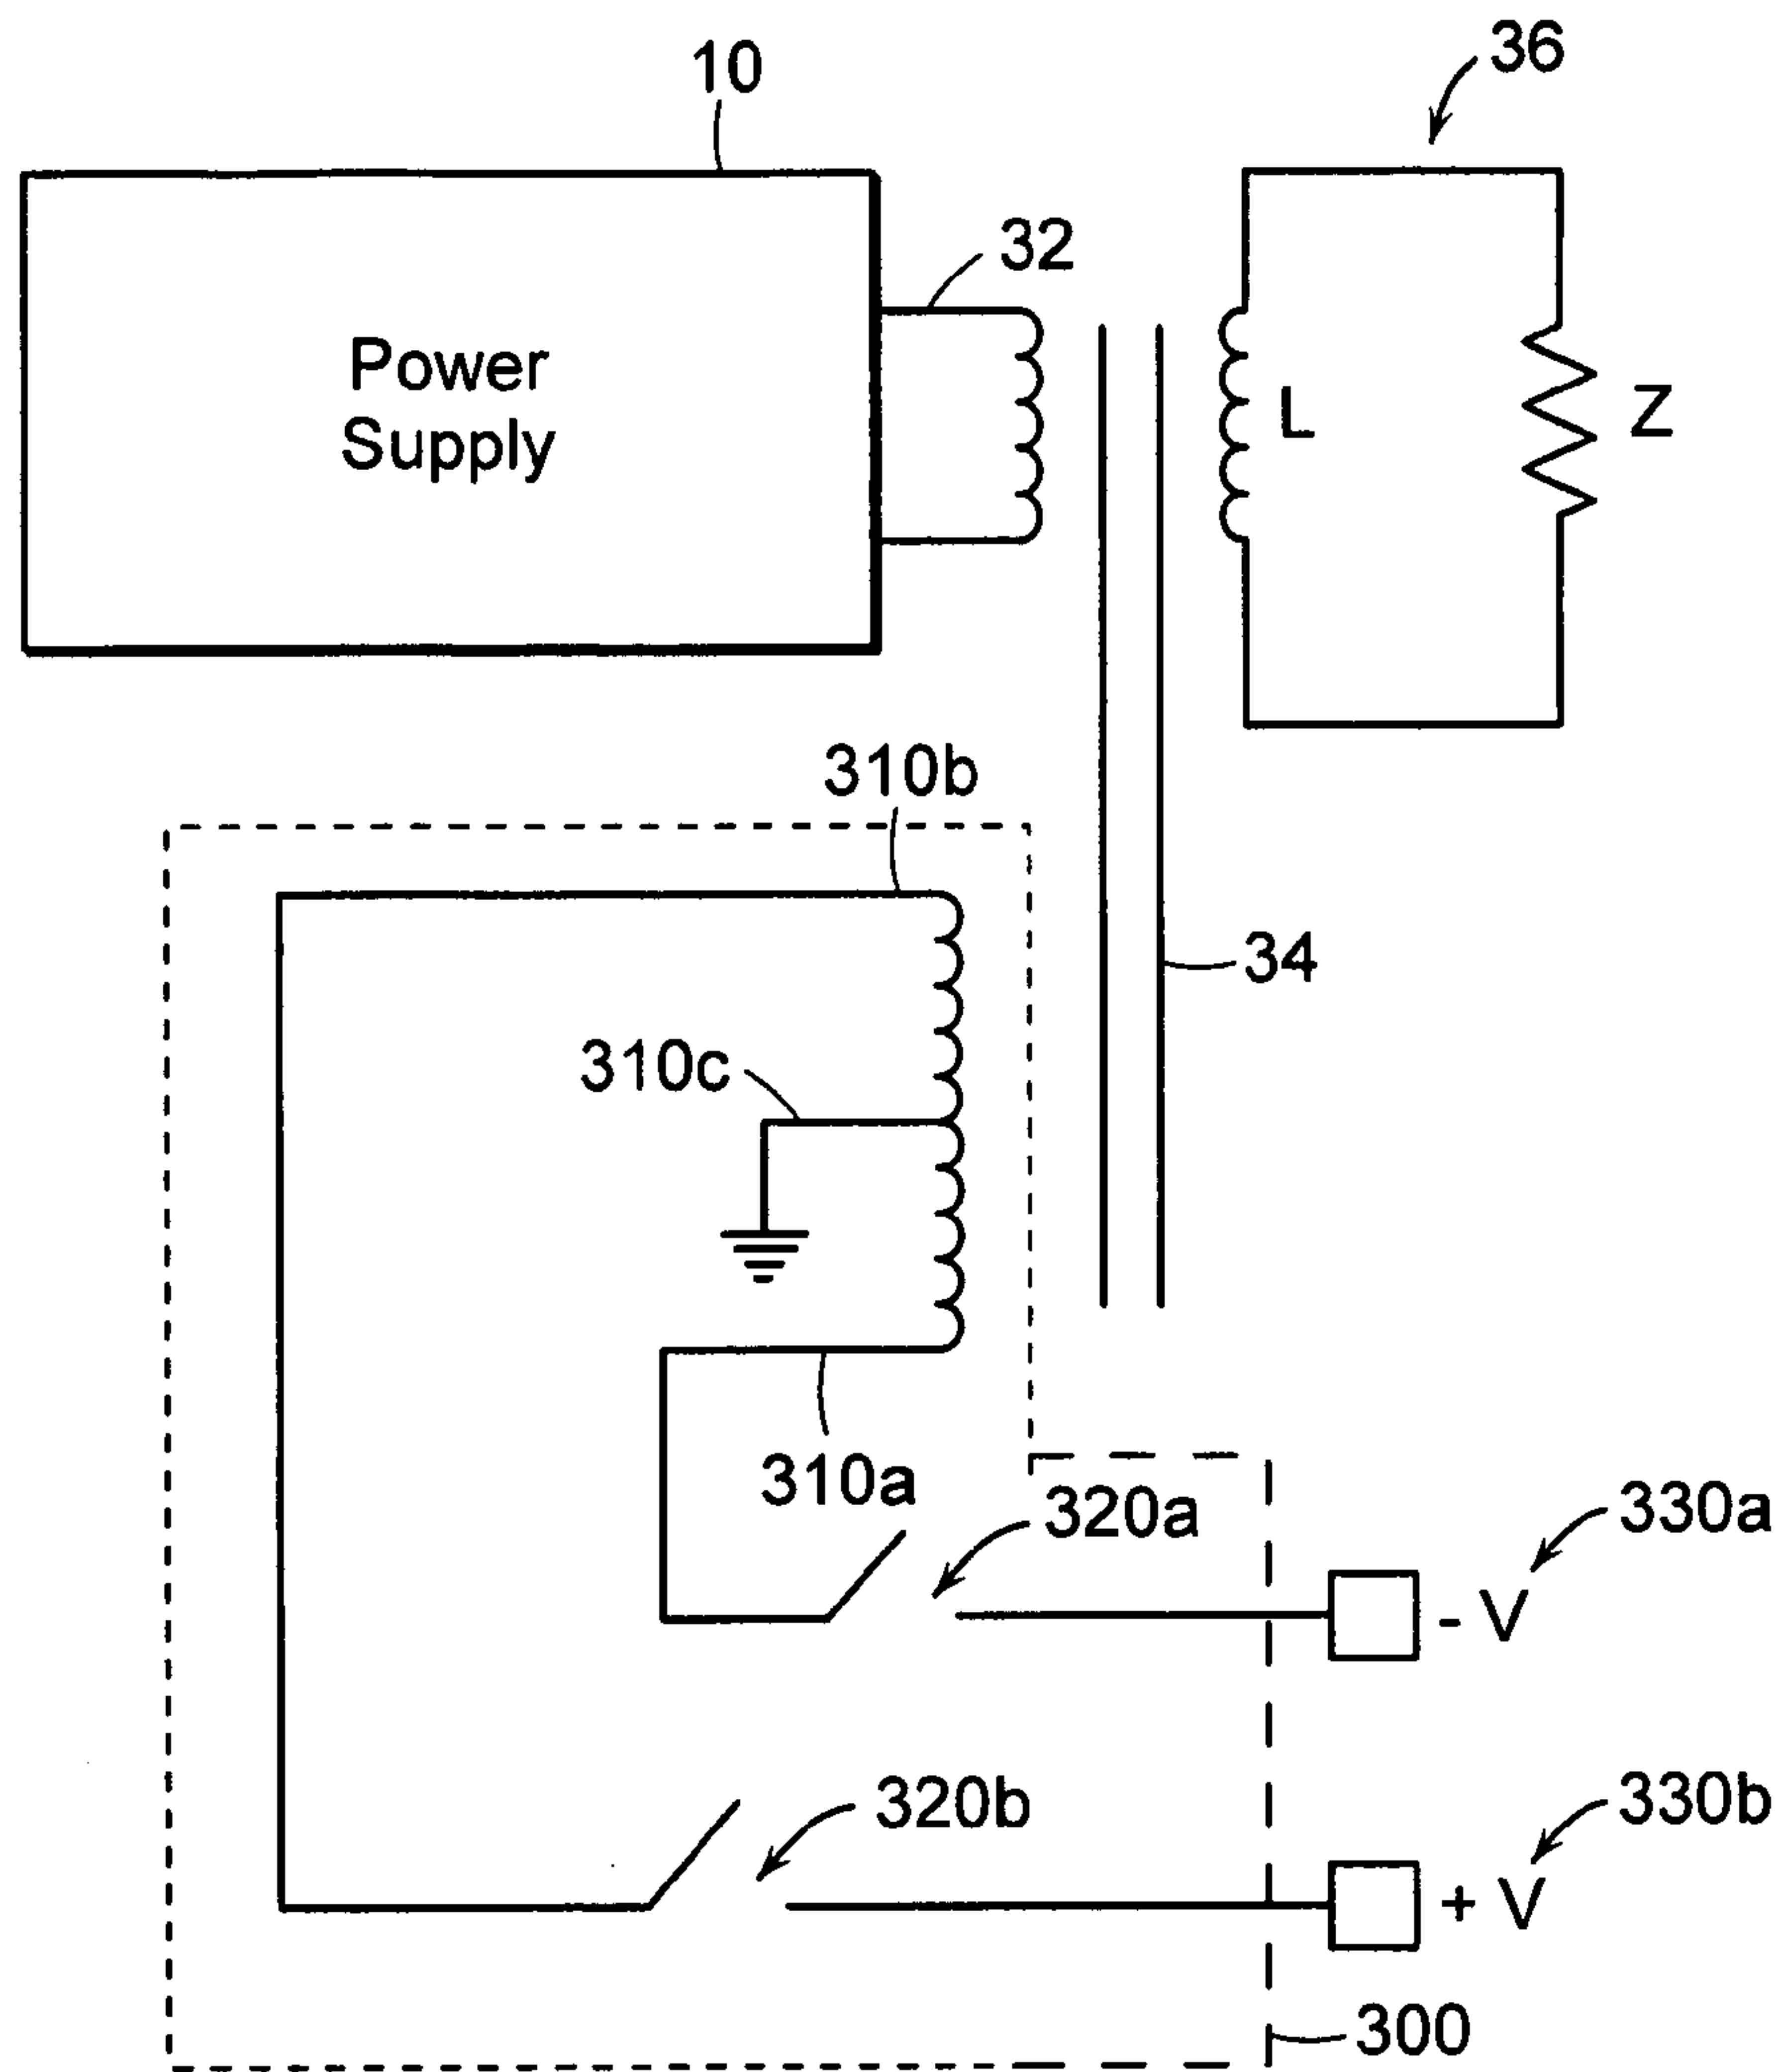 10
36
32
Power
Supply
L
Z
310b
34
310c
310a
320a
330a
- V
320b
330b
+ V
300